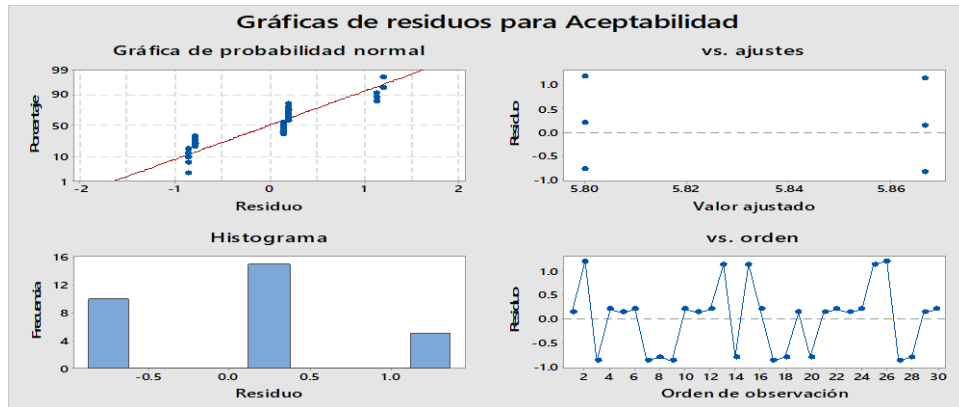 Gráficas de residuos para Aceptabilidad
Gráfica de probabilidad normal
99
90
50
10
1
Porcentaje
-2
-1
0
1
2
Residuo
vs. ajustes
1.0
0.5
0.0
-0.5
-1.0
Residuo
5.80
5.82
5.84
5.86
Valor ajustado
Histograma
16
12
8
4
0
Frecuencia
-0.5
0.0
0.5
1.0
Residuo
vs. orden
1.0
0.5
0.0
-0.5
-1.0
Residuo
2 4 6 8 10 12 14 16 18 20 22 24 26 28 30
Orden de observación